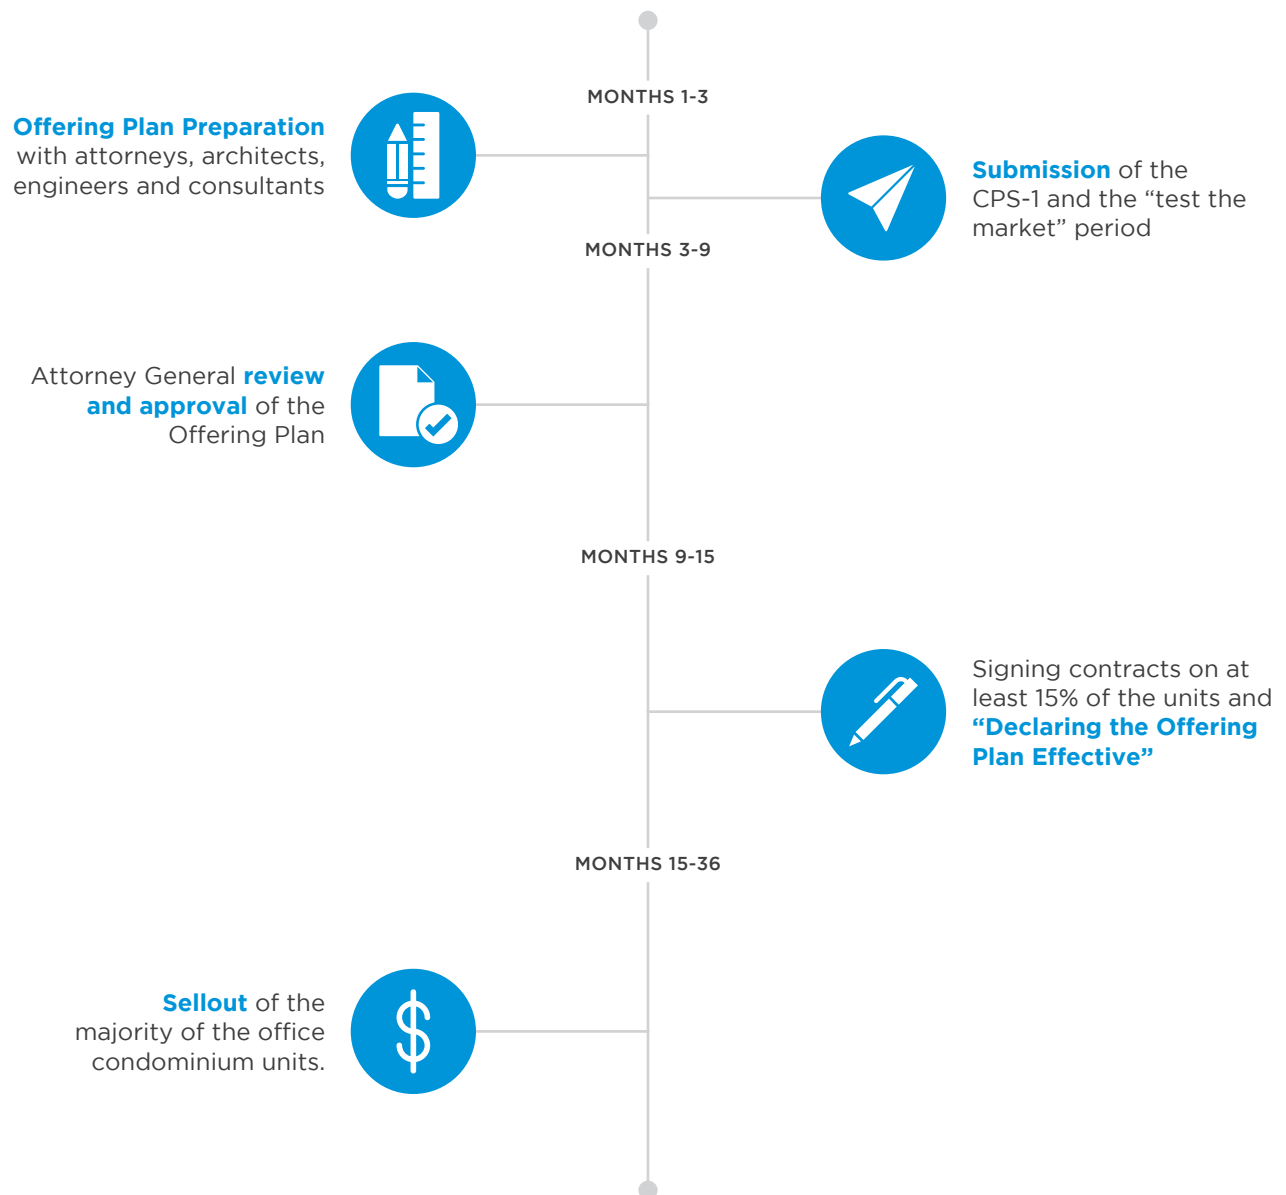 MONTHS 1-3
Offering Plan Preparation
with attorneys, architects,
engineers and consultants
Submission of the
CPS-1 and the “test the
market” period
MONTHS 3-9
Attorney General review
and approval of the
Offering Plan
MONTHS 9-15
Signing contracts on at
least 15% of the units and
“Declaring the Offering
Plan Effective”
MONTHS 15-36
Sellout of the
majority of the office
condominium units.